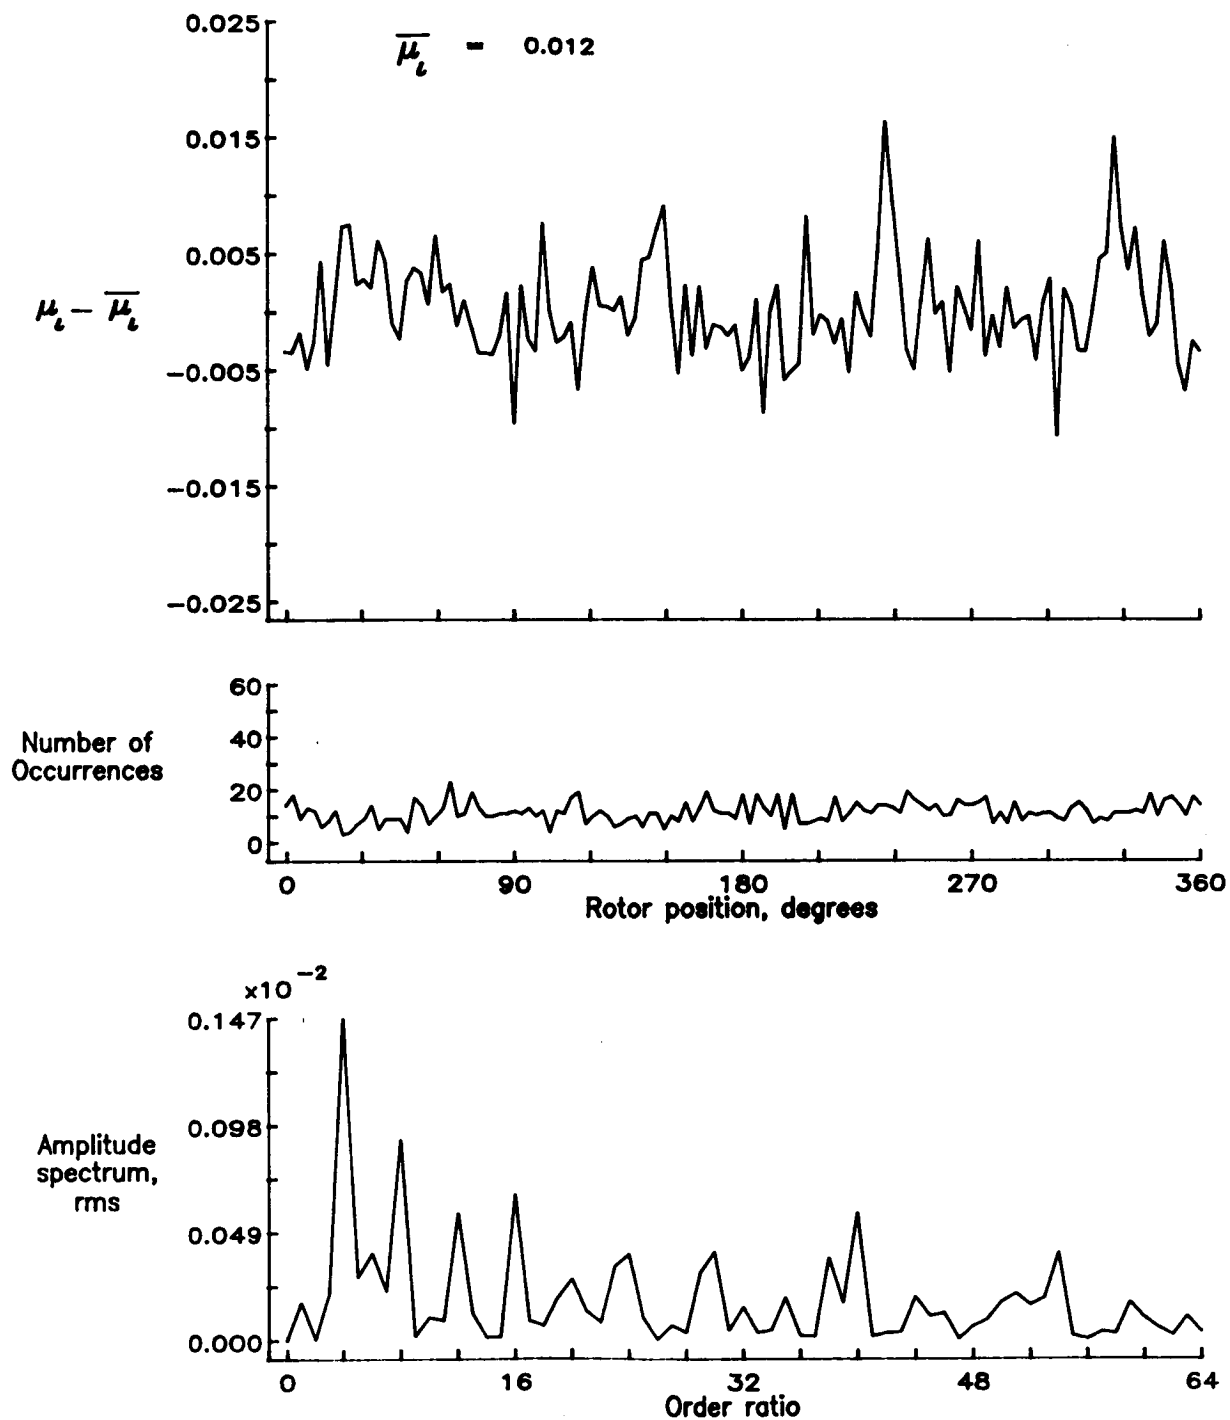 0.025
μ̅ι = 0.012
0.015
0.005
μι – μ̅ι
−0.005
−0.015
−0.025
60
40
Number of
Occurrences
20
0
0 90 180 270 360
Rotor position, degrees
x10⁻²
0.147
0.098
Amplitude
spectrum,
rms
0.049
0.000
0 16 32 48 64
Order ratio